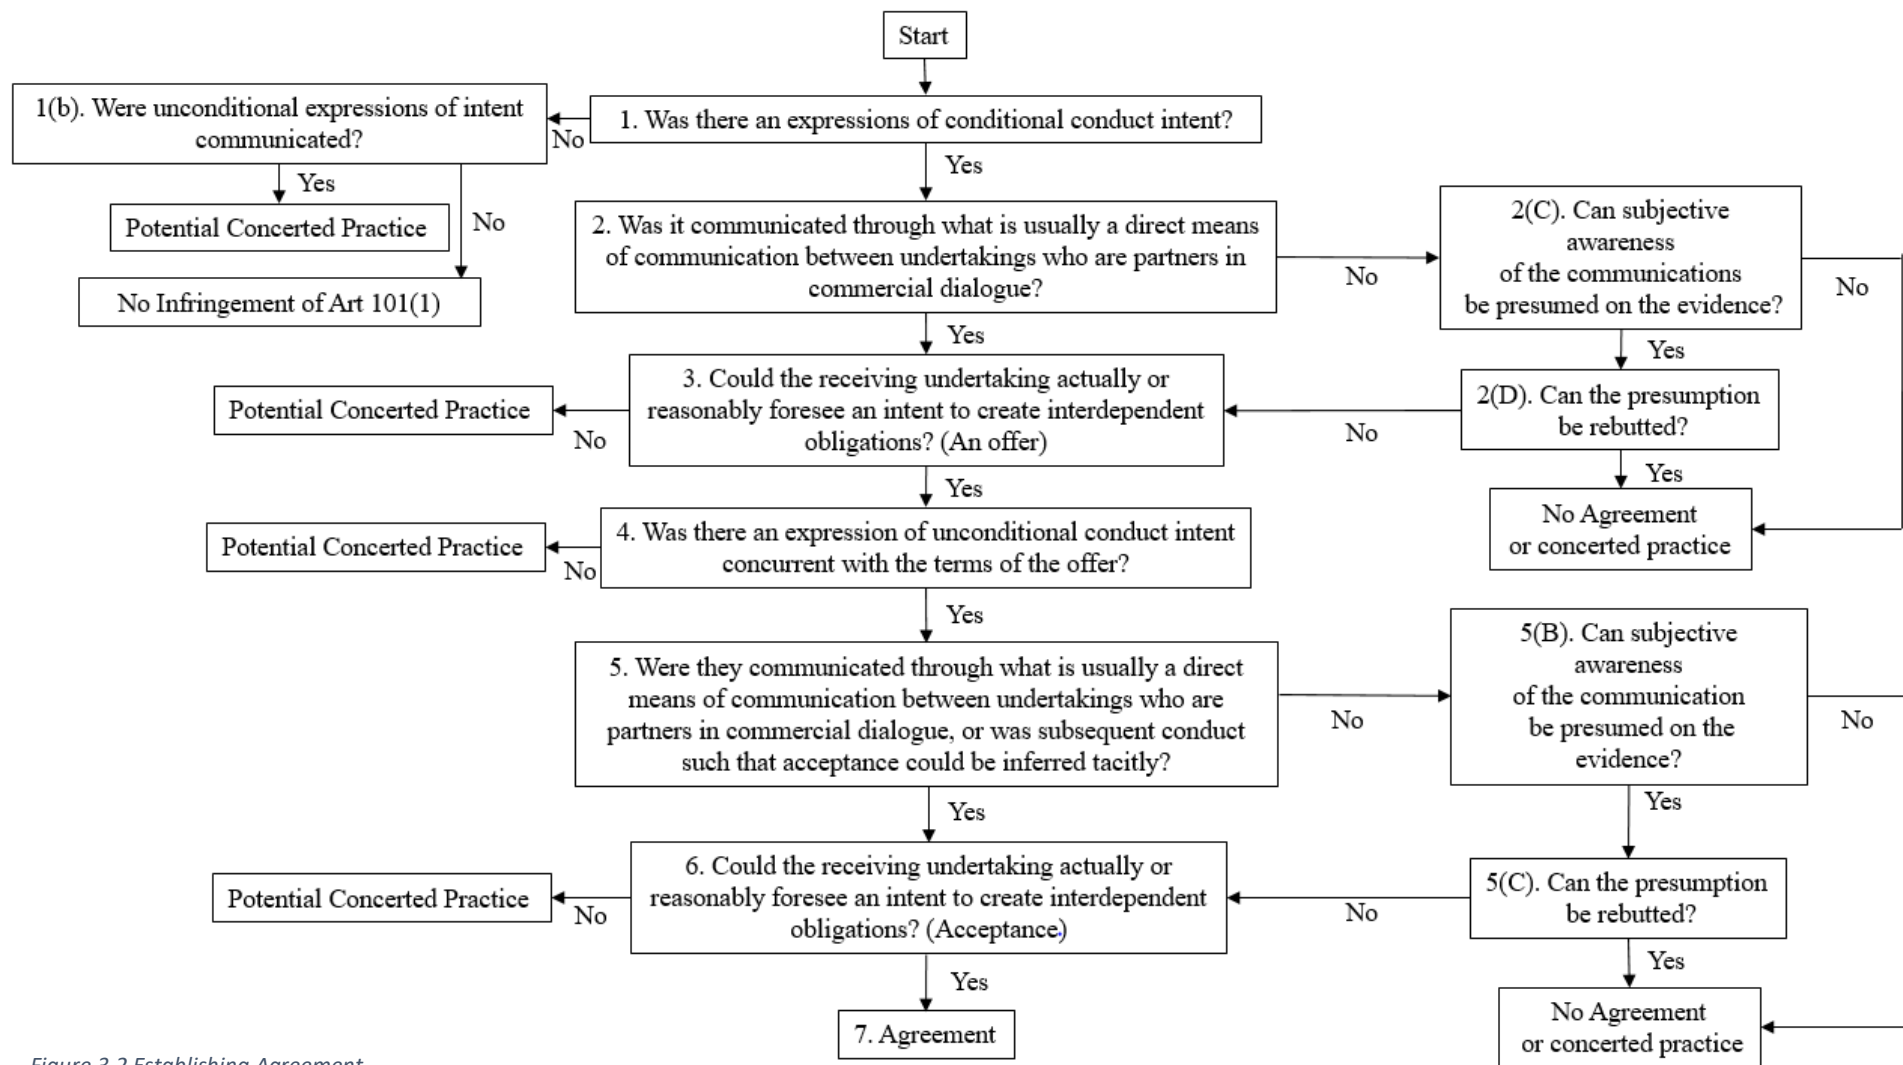 Start
1(b). Were unconditional expressions of intent
communicated?
No
1. Was there an expressions of conditional conduct intent?
Yes
Yes
Potential Concerted Practice
No
No Infringement of Art 101(1)
2. Was it communicated through what is usually a direct means
of communication between undertakings who are partners in
commercial dialogue?
No
2(C). Can subjective
awareness
of the communications
be presumed on the evidence?
No
Yes
Yes
Potential Concerted Practice
No
3. Could the receiving undertaking actually or
reasonably foresee an intent to create interdependent
obligations? (An offer)
No
2(D). Can the presumption
be rebutted?
Yes
Yes
No Agreement
or concerted practice
Potential Concerted Practice
No
4. Was there an expression of unconditional conduct intent
concurrent with the terms of the offer?
Yes
5. Were they communicated through what is usually a direct
means of communication between undertakings who are
partners in commercial dialogue, or was subsequent conduct
such that acceptance could be inferred tacitly?
No
5(B). Can subjective
awareness
of the communication
be presumed on the
evidence?
No
Yes
Yes
Potential Concerted Practice
No
6. Could the receiving undertaking actually or
reasonably foresee an intent to create interdependent
obligations? (Acceptance.)
No
5(C). Can the presumption
be rebutted?
Yes
Yes
7. Agreement
No Agreement
or concerted practice
Figure 3.2 Establishing Agreement